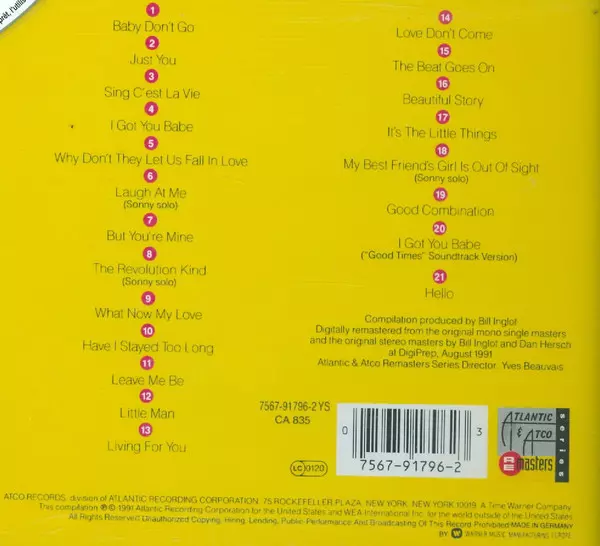 1
Baby Don't Go
2
Just You
3
Sing C'est La Vie
4
I Got You Babe
5
Why Don't They Let Us Fall In Love
6
Laugh At Me
(Sonny solo)
7
But You're Mine
8
The Revolution Kind
(Sonny solo)
9
What Now My Love
10
Have I Stayed Too Long
11
Leave Me Be
12
Little Man
13
Living For You
14
Love Don't Come
15
The Beat Goes On
16
Beautiful Story
17
It's The Little Things
18
My Best Friend's Girl Is Out Of Sight
(Sonny solo)
19
Good Combination
20
I Got You Babe
("Good Times" Soundtrack Version)
21
Hello
Compilation produced by Bill Inglot
Digitally remastered from the original mono single masters
and the original stereo masters by Bill Inglot and Dan Hersch
at DigiPrep, August 1991
Atlantic & Atco Remasters Series Director: Yves Beauvais
7567-91796-2 YS
CA 835
LC 0120
0 3
7567-91796-2
ATLANTIC
& ATCO
REmasters
series
ATCO RECORDS, division of ATLANTIC RECORDING CORPORATION, 75 ROCKEFELLER PLAZA, NEW YORK, NEW YORK 10019. A Time Warner Company
This compilation ℗ © 1991 Atlantic Recording Corporation for the United States and WEA International Inc. for the world outside of the United States
All Rights Reserved. Unauthorized Copying, Hiring, Lending, Public Performance And Broadcasting Of This Record Prohibited. MADE IN GERMANY
BY WARNER MUSIC MANUFACTURING EUROPE